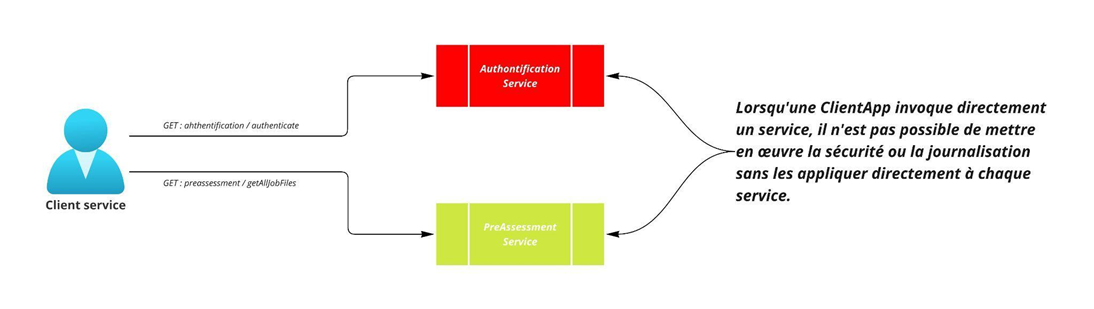 Authontification
Service
GET : ahthentification / authenticate
GET : preassessment / getAllJobFiles
Client service
PreAssessment
Service
Lorsqu'une ClientApp invoque directement
un service, il n'est pas possible de mettre
en œuvre la sécurité ou la journalisation
sans les appliquer directement à chaque
service.